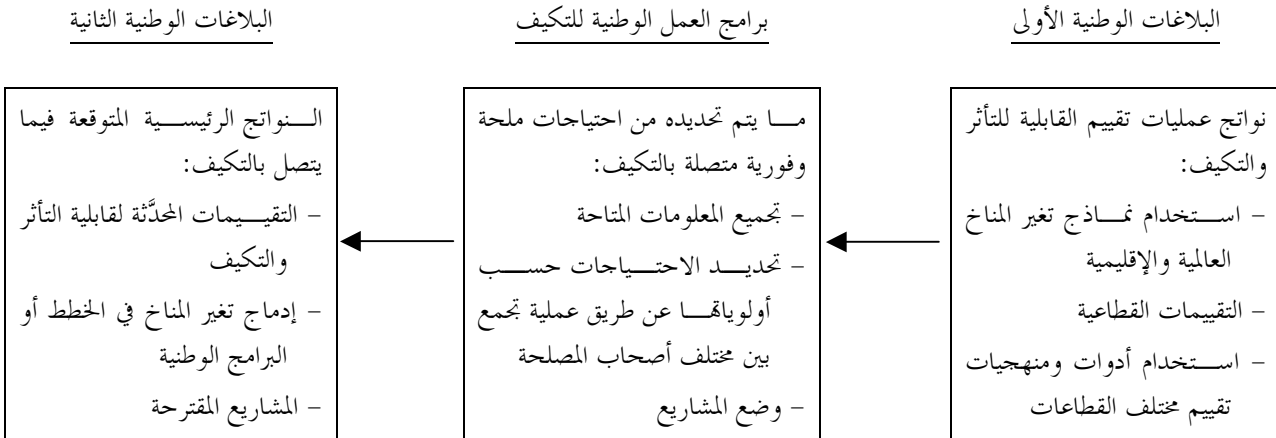 البلاغات الوطنية الأولى
برامج العمل الوطنية للتكيف
البلاغات الوطنية الثانية
نواتج عمليات تقييم القابلية للتأثر
والتكيف:
– استخدام نماذج تغير المناخ
العالمية والإقليمية
– التقييمات القطاعية
– استخدام أدوات ومنهجيات
تقييم مختلف القطاعات
ما يتم تحديده من احتياجات ملحة
وفورية متصلة بالتكيف:
– تجميع المعلومات المتاحة
– تحديد الاحتياجات حسب
أولوياتها عن طريق عملية تجمع
بين مختلف أصحاب المصلحة
– وضع المشاريع
النواتج الرئيسية المتوقعة فيما
يتصل بالتكيف:
– التقييمات المحدَّثة لقابلية التأثر
والتكيف
– إدماج تغير المناخ في الخطط أو
البرامج الوطنية
– المشاريع المقترحة